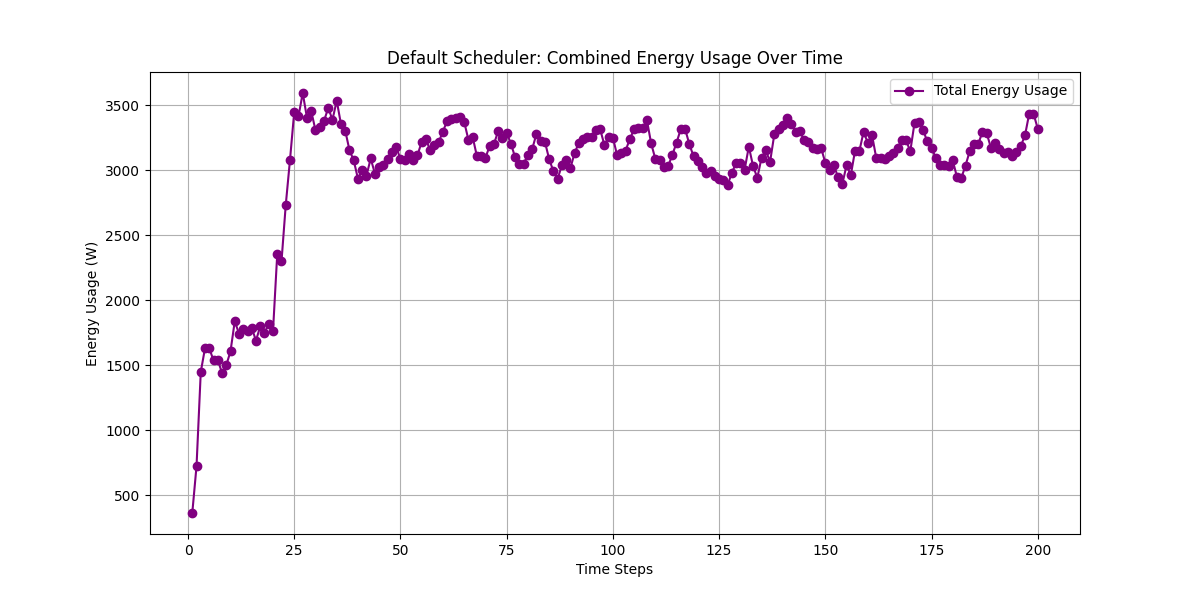 Default Scheduler: Combined Energy Usage Over Time
Total Energy Usage
3500
3000
2500
2000
1500
1000
500
Energy Usage (W)
0 25 50 75 100 125 150 175 200
Time Steps